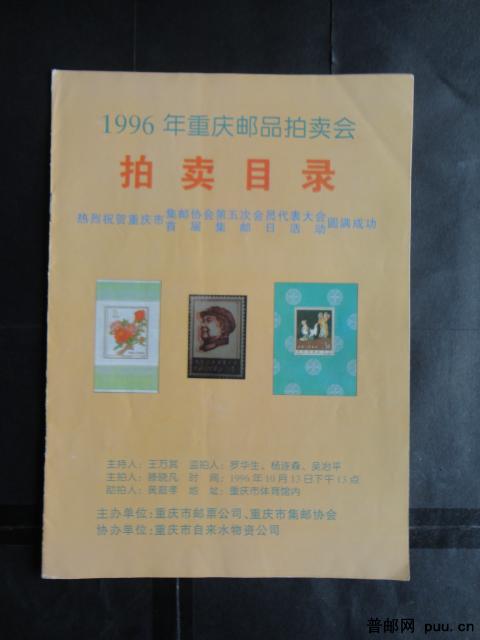 1996年重庆邮品拍卖会
拍卖目录
热烈祝贺重庆市集邮协会第五次会员代表大会
首届集邮日活动圆满成功
主持人：王万其 监拍人：罗华生、杨连森、吴治平
主拍人：滕晓凡 时间：1996年10月13日下午13点
助拍人：黄超孝 地址：重庆市体育馆内
主办单位：重庆市邮票公司、重庆市集邮协会
协办单位：重庆市自来水物资公司
普邮网 puu.cn